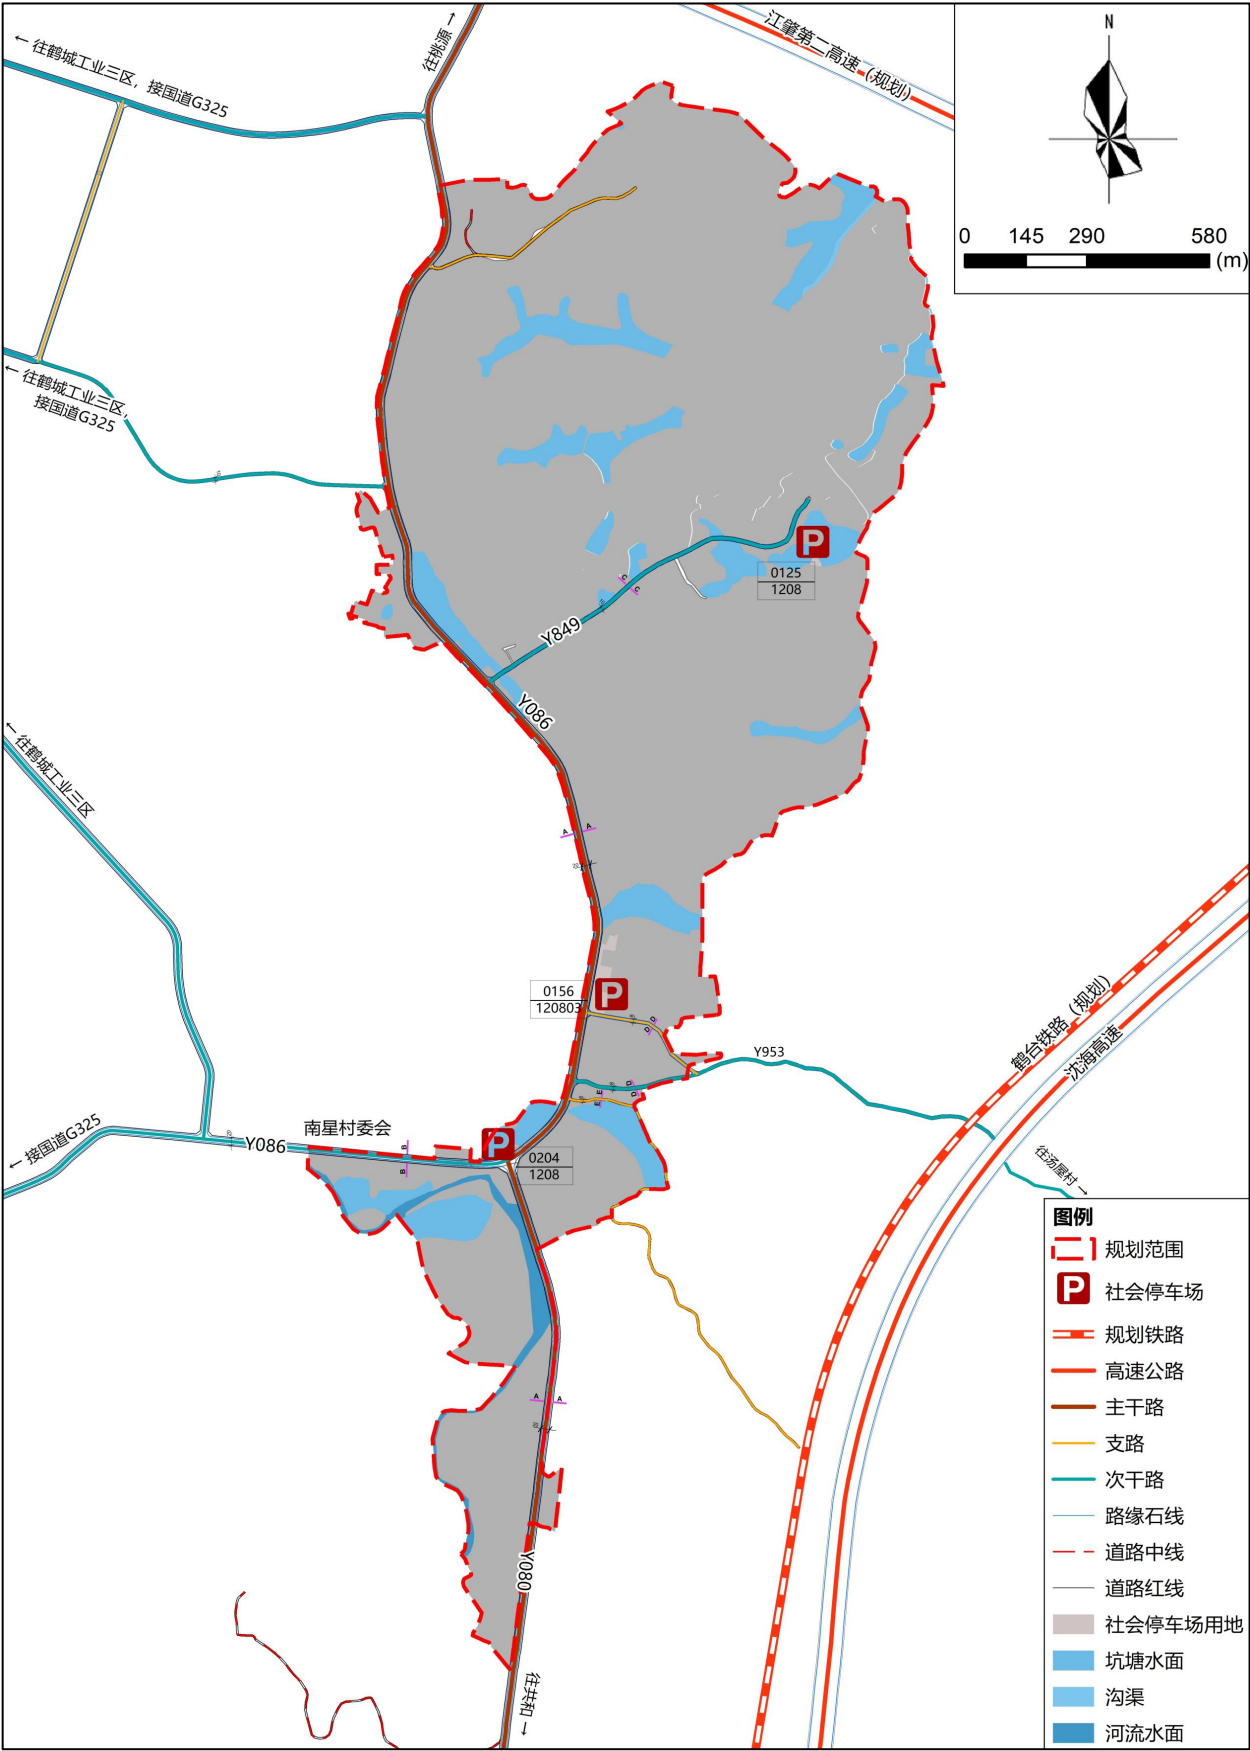 江肇第二高速（规划）
N
0 145 290 580
(m)
往桃源 →
← 往鹤城工业三区，接国道G325
← 往鹤城工业三区，
接国道G325
P
0125
1208
C
C
Y849
Y086
← 往鹤城工业三区
A
A
0156
120803
P
D
D
Y953
D
D
E
E
鹤台铁路（规划）
沈海高速
← 接国道G325
Y086
南星村委会
B
B
P
0204
1208
往汤屋村 →
A
A
Y080
往共和 →
图例
规划范围
P 社会停车场
规划铁路
高速公路
主干路
支路
次干路
路缘石线
道路中线
道路红线
社会停车场用地
坑塘水面
沟渠
河流水面